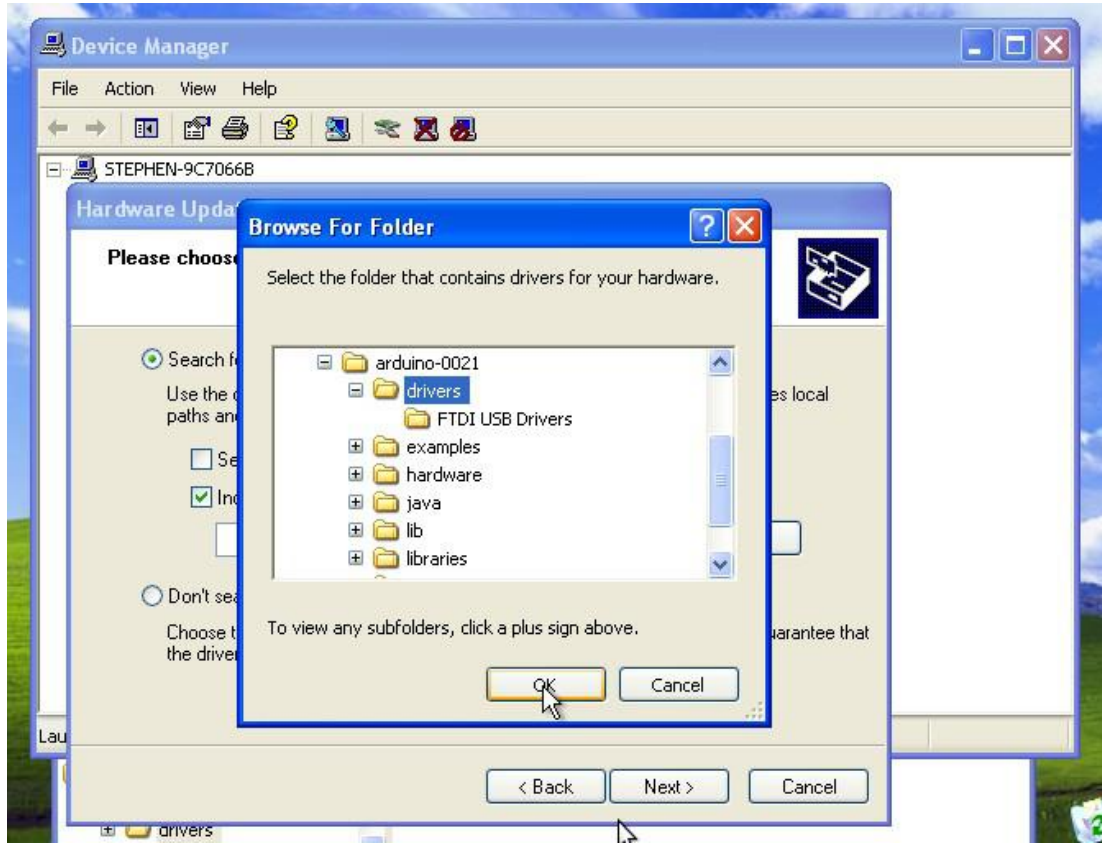 Device Manager
File Action View Help
STEPHEN-9C7066B
Hardware Upda
Browse For Folder
Please choose
Select the folder that contains drivers for your hardware.
Search f
arduino-0021
drivers
Use the
es local
paths an
FTDI USB Drivers
examples
Se
hardware
Inc
java
lib
libraries
Don't sea
To view any subfolders, click a plus sign above.
Choose t
uarantee that
the driver
OK Cancel
Lau
< Back Next > Cancel
drivers